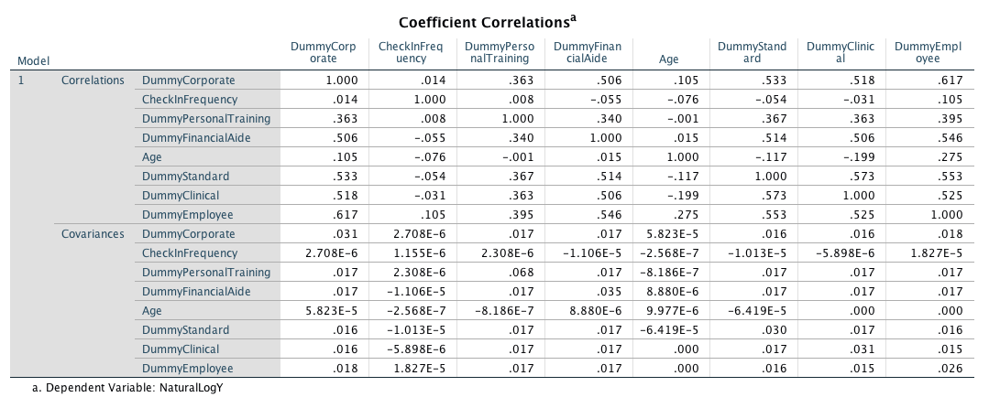 Coefficient Correlationsa
Model DummyCorporate CheckInFrequency DummyPersonalTraining DummyFinancialAide Age DummyStandard DummyClinical DummyEmployee
1 Correlations DummyCorporate 1.000 .014 .363 .506 .105 .533 .518 .617
CheckInFrequency .014 1.000 .008 -.055 -.076 -.054 -.031 .105
DummyPersonalTraining .363 .008 1.000 .340 -.001 .367 .363 .395
DummyFinancialAide .506 -.055 .340 1.000 .015 .514 .506 .546
Age .105 -.076 -.001 .015 1.000 -.117 -.199 .275
DummyStandard .533 -.054 .367 .514 -.117 1.000 .573 .553
DummyClinical .518 -.031 .363 .506 -.199 .573 1.000 .525
DummyEmployee .617 .105 .395 .546 .275 .553 .525 1.000
Covariances DummyCorporate .031 2.708E-6 .017 .017 5.823E-5 .016 .016 .018
CheckInFrequency 2.708E-6 1.155E-6 2.308E-6 -1.106E-5 -2.568E-7 -1.013E-5 -5.898E-6 1.827E-5
DummyPersonalTraining .017 2.308E-6 .068 .017 -8.186E-7 .017 .017 .017
DummyFinancialAide .017 -1.106E-5 .017 .035 8.880E-6 .017 .017 .017
Age 5.823E-5 -2.568E-7 -8.186E-7 8.880E-6 9.977E-6 -6.419E-5 .000 .000
DummyStandard .016 -1.013E-5 .017 .017 -6.419E-5 .030 .017 .016
DummyClinical .016 -5.898E-6 .017 .017 .000 .017 .031 .015
DummyEmployee .018 1.827E-5 .017 .017 .000 .016 .015 .026
a. Dependent Variable: NaturalLogY